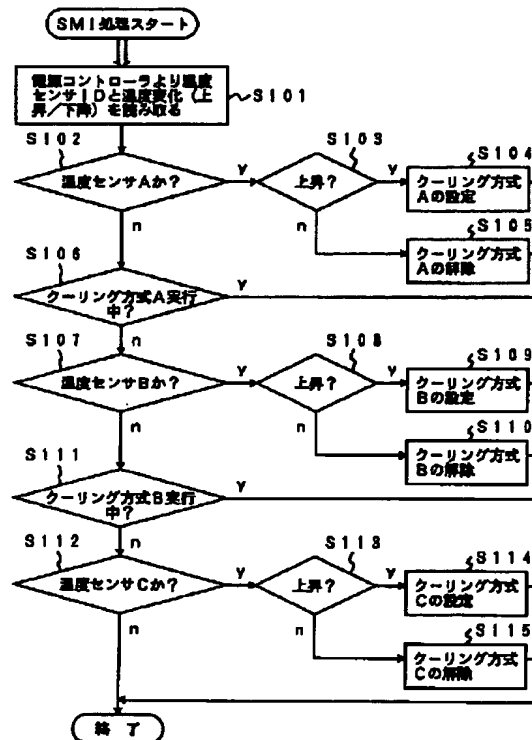 SMI処理スタート
電源コントローラより温度
センサIDと温度変化(上
昇/下降)を読み取る
S101
S102
温度センサAか?
y
n
S103
上昇?
y
n
S104
クーリング方式
Aの設定
S105
クーリング方式
Aの解除
S106
クーリング方式A実行
中?
y
n
S107
温度センサBか?
y
n
S108
上昇?
y
n
S109
クーリング方式
Bの設定
S110
クーリング方式
Bの解除
S111
クーリング方式B実行
中?
y
n
S112
温度センサCか?
y
n
S113
上昇?
y
n
S114
クーリング方式
Cの設定
S115
クーリング方式
Cの解除
終了